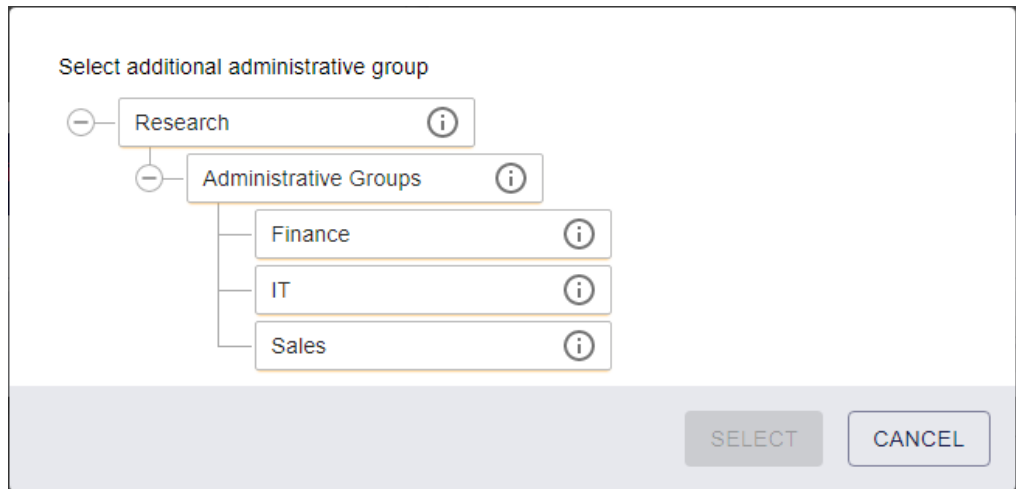 Select additional administrative group
Research
Administrative Groups
Finance
IT
Sales
SELECT
CANCEL